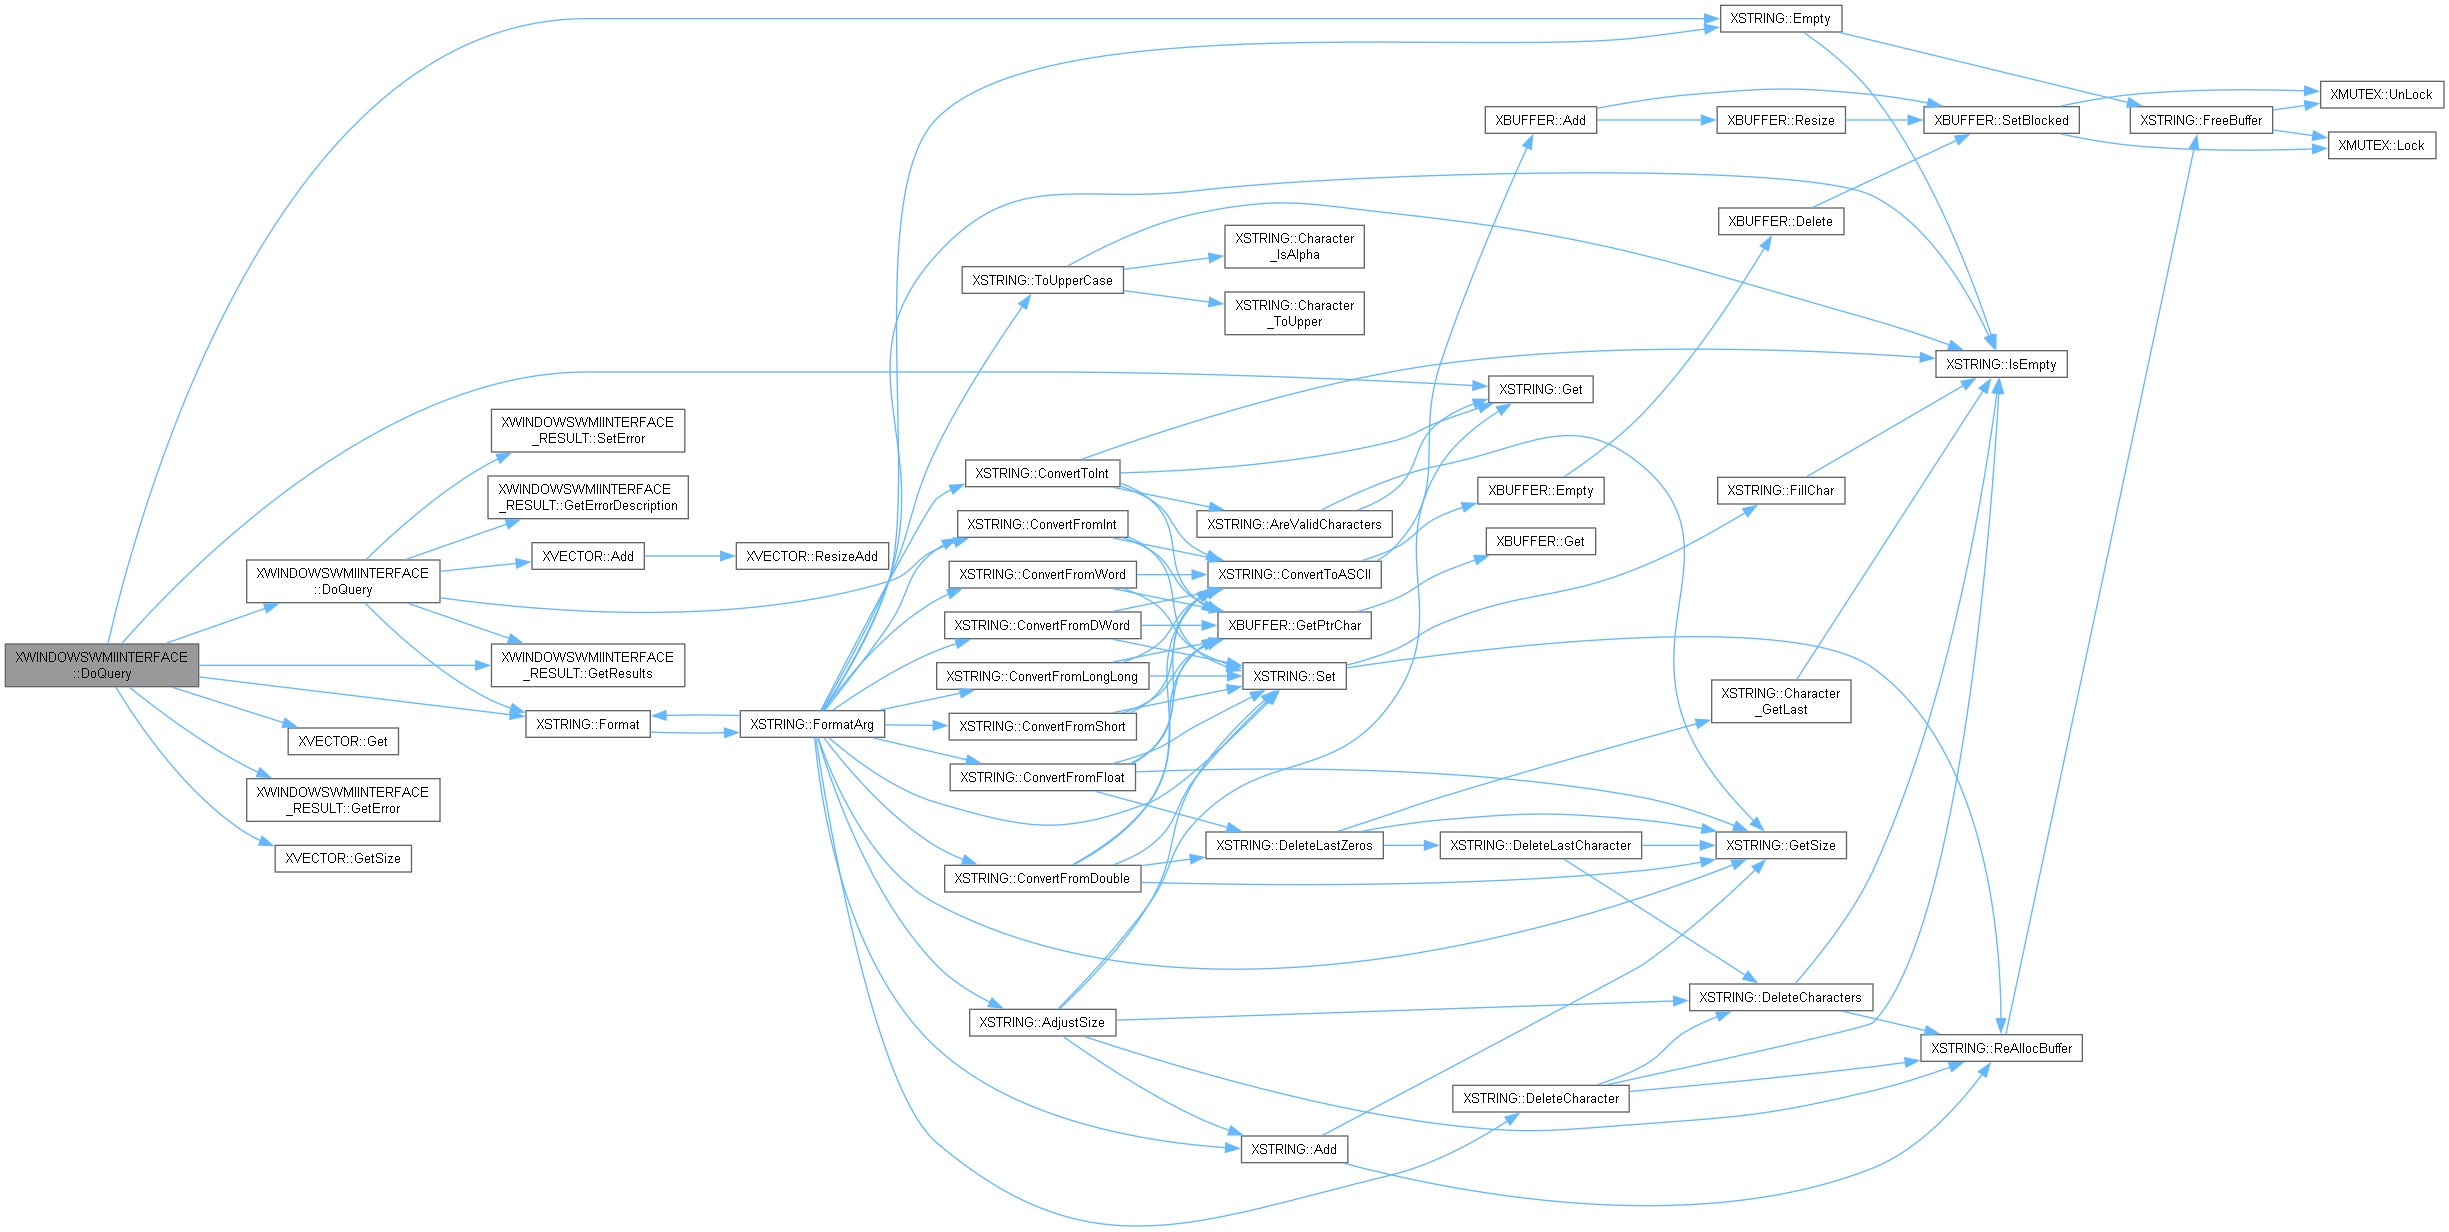 XWINDOWSWMIINTERFACE
::DoQuery
XWINDOWSWMIINTERFACE
::DoQuery
XVECTOR::Get
XWINDOWSWMIINTERFACE
_RESULT::GetError
XVECTOR::GetSize
XWINDOWSWMIINTERFACE
_RESULT::SetError
XWINDOWSWMIINTERFACE
_RESULT::GetErrorDescription
XVECTOR::Add
XWINDOWSWMIINTERFACE
_RESULT::GetResults
XSTRING::Format
XVECTOR::ResizeAdd
XSTRING::FormatArg
XSTRING::ToUpperCase
XSTRING::ConvertToInt
XSTRING::ConvertFromInt
XSTRING::ConvertFromWord
XSTRING::ConvertFromDWord
XSTRING::ConvertFromLongLong
XSTRING::ConvertFromShort
XSTRING::ConvertFromFloat
XSTRING::ConvertFromDouble
XSTRING::AdjustSize
XSTRING::Character
_IsAlpha
XSTRING::Character
_ToUpper
XSTRING::AreValidCharacters
XSTRING::ConvertToASCII
XBUFFER::GetPtrChar
XSTRING::Set
XSTRING::DeleteLastZeros
XSTRING::Add
XBUFFER::Add
XSTRING::Get
XBUFFER::Empty
XBUFFER::Get
XSTRING::DeleteLastCharacter
XSTRING::DeleteCharacter
XSTRING::Empty
XBUFFER::Resize
XBUFFER::Delete
XSTRING::FillChar
XSTRING::Character
_GetLast
XSTRING::GetSize
XSTRING::DeleteCharacters
XBUFFER::SetBlocked
XSTRING::IsEmpty
XSTRING::ReAllocBuffer
XSTRING::FreeBuffer
XMUTEX::UnLock
XMUTEX::Lock